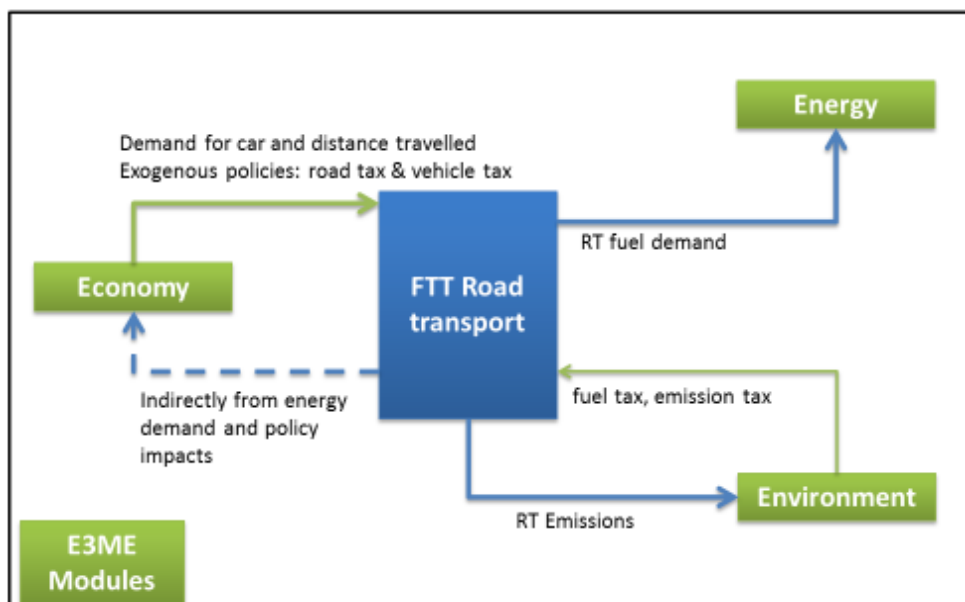 Energy
Demand for car and distance travelled
Exogenous policies: road tax & vehicle tax
RT fuel demand
Economy
FTT Road
transport
Indirectly from energy
demand and policy
impacts
fuel tax, emission tax
Environment
RT Emissions
E3ME
Modules